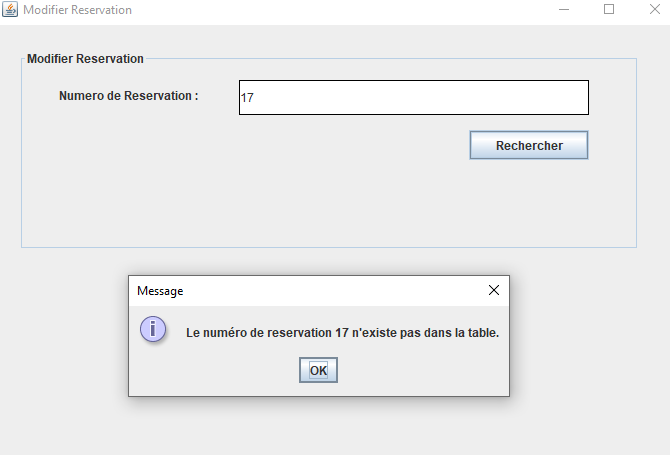 Modifier Reservation
Modifier Reservation
Numero de Reservation :
17
Rechercher
Message
i
Le numéro de reservation 17 n'existe pas dans la table.
OK